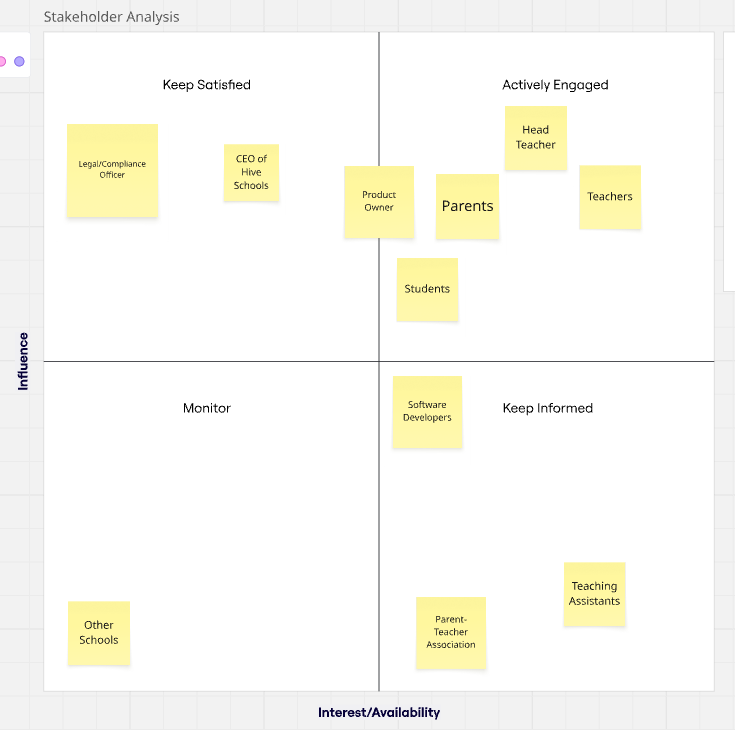 Stakeholder Analysis
Keep Satisfied
Actively Engaged
Legal/Compliance
Officer
CEO of
Hive
Schools
Product
Owner
Parents
Head
Teacher
Teachers
Students
Influence
Monitor
Keep Informed
Software
Developers
Other
Schools
Parent-
Teacher
Association
Teaching
Assistants
Interest/Availability